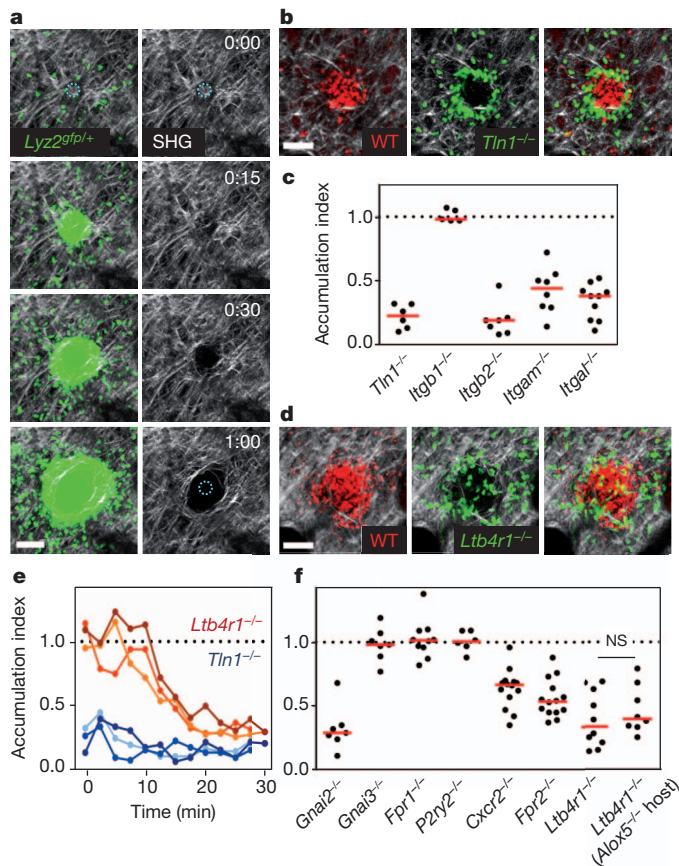 a
Lyz2gfp/+
SHG
0:00
0:15
0:30
1:00
b
WT
Tln1–/–
c
Accumulation index
1.0
0.5
0.0
Tln1–/–
Itgb1–/–
Itgb2–/–
Itgam–/–
Itgal–/–
d
WT
Ltb4r1–/–
e
Accumulation index
1.0
0.5
0.0
Ltb4r1–/–
Tln1–/–
0
10
20
30
Time (min)
f
1.0
0.5
0.0
NS
Gnai2–/–
Gnai3–/–
Fpr1–/–
P2ry2–/–
Cxcr2–/–
Fpr2–/–
Ltb4r1–/–
Ltb4r1–/–
(Alox5–/– host)